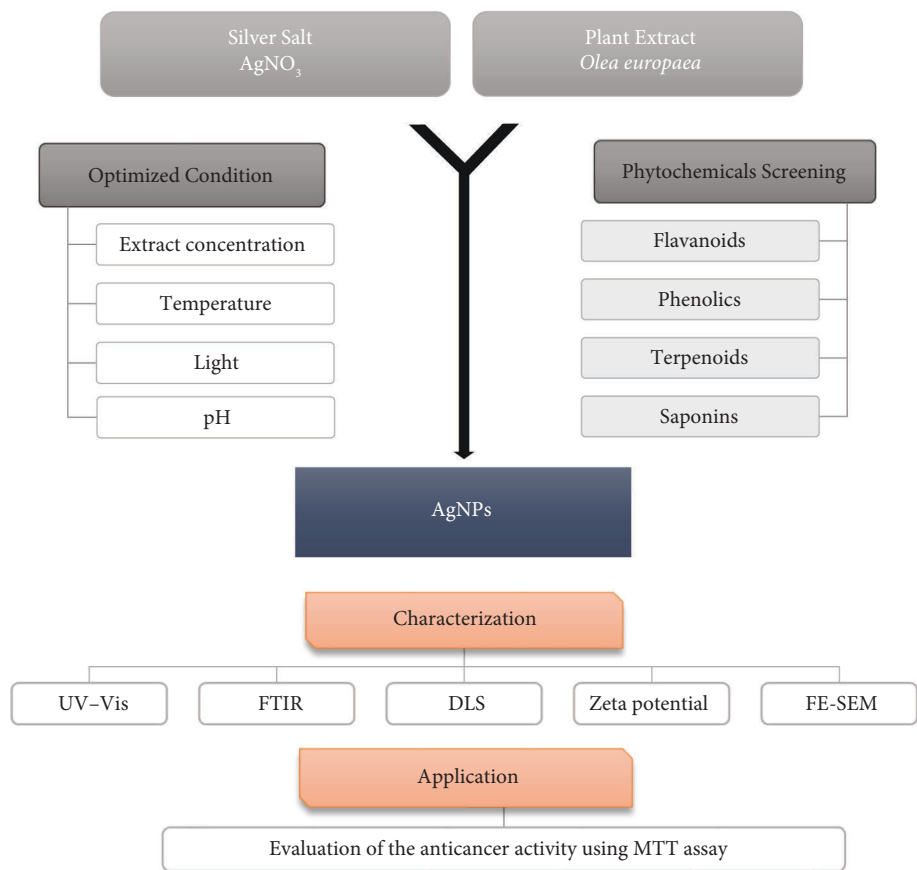 Silver Salt
AgNO₃
Plant Extract
Olea europaea
Optimized Condition
Extract concentration
Temperature
Light
pH
Phytochemicals Screening
Flavanoids
Phenolics
Terpenoids
Saponins
AgNPs
Characterization
UV–Vis
FTIR
DLS
Zeta potential
FE-SEM
Application
Evaluation of the anticancer activity using MTT assay